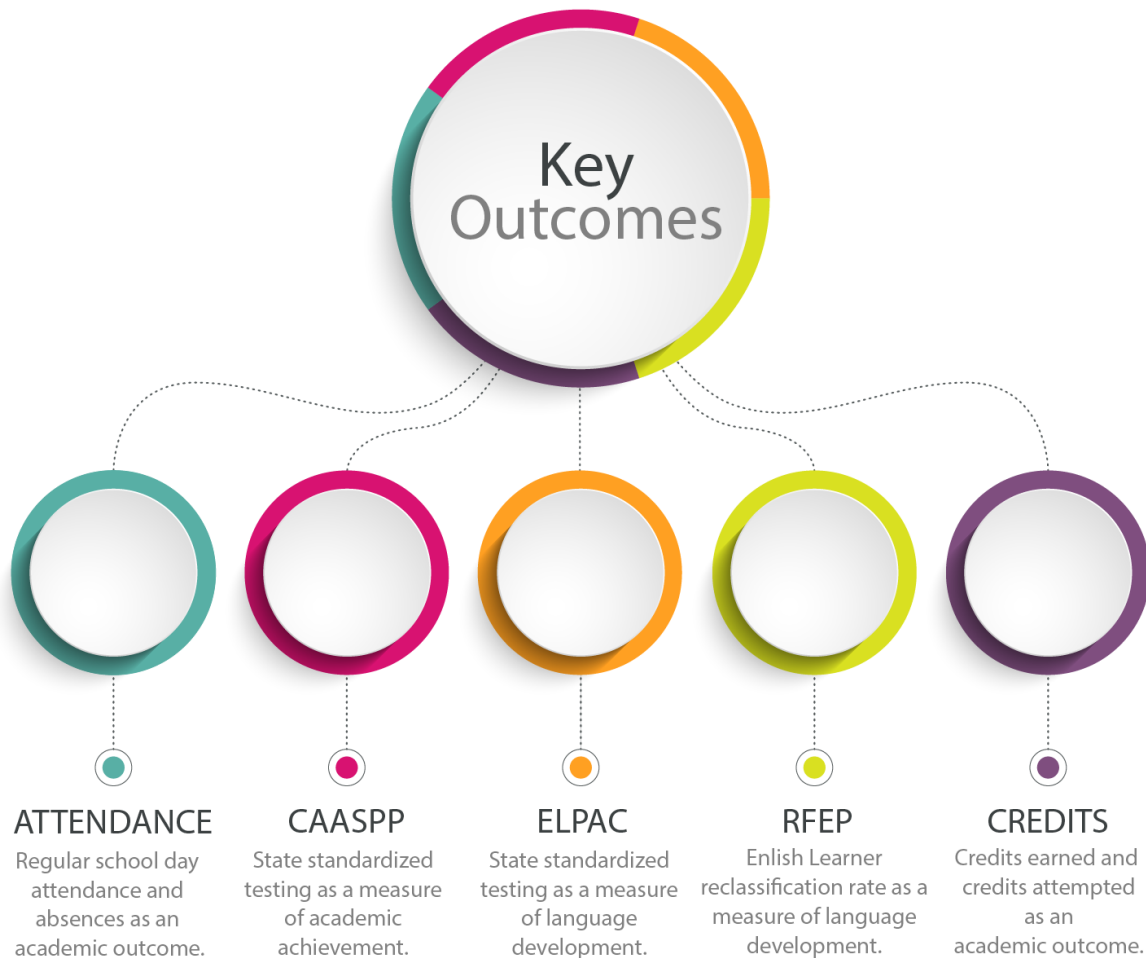 Key
Outcomes
ATTENDANCE
Regular school day
attendance and
absences as an
academic outcome.
CAASPP
State standardized
testing as a measure
of academic
achievement.
ELPAC
State standardized
testing as a measure
of language
development.
RFEP
Enlish Learner
reclassification rate as a
measure of language
development.
CREDITS
Credits earned and
credits attempted
as an
academic outcome.